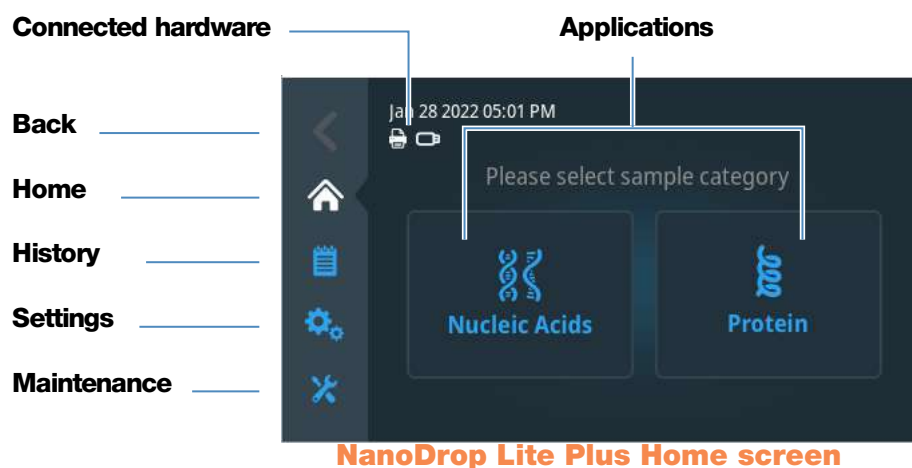 Connected hardware
Applications
Back
Home
History
Settings
Maintenance
Jan 28 2022 05:01 PM
Please select sample category
Nucleic Acids
Protein
NanoDrop Lite Plus Home screen